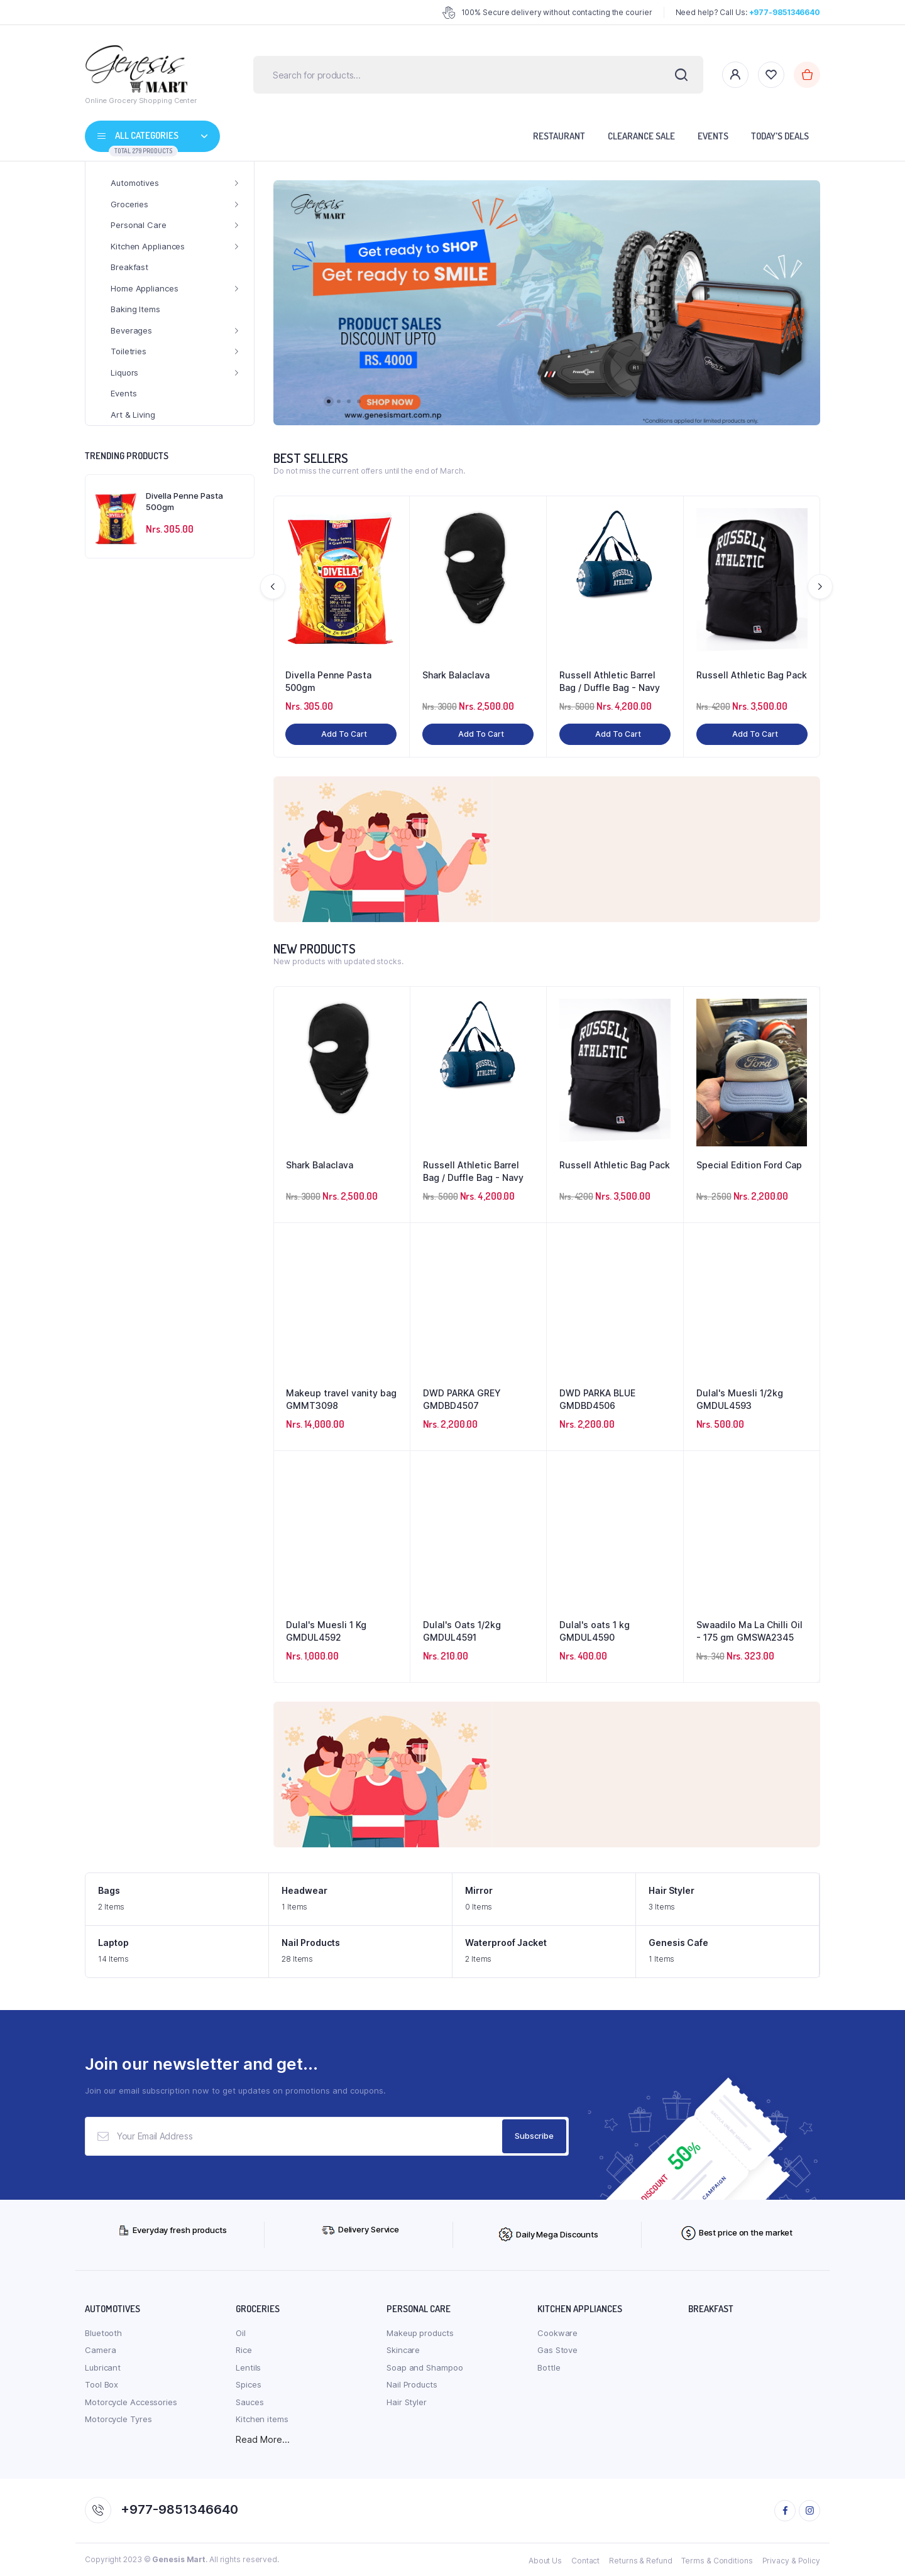 100% Secure delivery without contacting the courier
Need help? Call Us: +977-9851346640
Genesis
MART
Online Grocery Shopping Center
Search for products...
ALL CATEGORIES
TOTAL 279 PRODUCTS
RESTAURANT
CLEARANCE SALE
EVENTS
TODAY'S DEALS
Automotives
Groceries
Personal Care
Kitchen Appliances
Breakfast
Home Appliances
Baking Items
Beverages
Toiletries
Liquors
Events
Art & Living
Genesis
MART
Get ready to SHOP
Get ready to SMILE
PRODUCT SALES
DISCOUNT UPTO
RS. 4000
SHOP NOW
www.genesismart.com.np
*Conditions applied for limited products only.
TRENDING PRODUCTS
Divella Penne Pasta
500gm
Nrs. 305.00
BEST SELLERS
Do not miss the current offers until the end of March.
DIVELLA
RUSSELL
ATHLETIC
RUSSELL
ATHLETIC
Divella Penne Pasta
500gm
Nrs. 305.00
Add To Cart
Shark Balaclava
Nrs. 3000 Nrs. 2,500.00
Add To Cart
Russell Athletic Barrel
Bag / Duffle Bag - Navy
Nrs. 5000 Nrs. 4,200.00
Add To Cart
Russell Athletic Bag Pack
Nrs. 4200 Nrs. 3,500.00
Add To Cart
NEW PRODUCTS
New products with updated stocks.
RUSSELL
ATHLETIC
RUSSELL
ATHLETIC
Ford
Shark Balaclava
Nrs. 3000 Nrs. 2,500.00
Russell Athletic Barrel
Bag / Duffle Bag - Navy
Nrs. 5000 Nrs. 4,200.00
Russell Athletic Bag Pack
Nrs. 4200 Nrs. 3,500.00
Special Edition Ford Cap
Nrs. 2500 Nrs. 2,200.00
Makeup travel vanity bag
GMMT3098
Nrs. 14,000.00
DWD PARKA GREY
GMDBD4507
Nrs. 2,200.00
DWD PARKA BLUE
GMDBD4506
Nrs. 2,200.00
Dulal's Muesli 1/2kg
GMDUL4593
Nrs. 500.00
Dulal's Muesli 1 Kg
GMDUL4592
Nrs. 1,000.00
Dulal's Oats 1/2kg
GMDUL4591
Nrs. 210.00
Dulal's oats 1 kg
GMDUL4590
Nrs. 400.00
Swaadilo Ma La Chilli Oil
- 175 gm GMSWA2345
Nrs. 340 Nrs. 323.00
Bags
2 Items
Headwear
1 Items
Mirror
0 Items
Hair Styler
3 Items
Laptop
14 Items
Nail Products
28 Items
Waterproof Jacket
2 Items
Genesis Cafe
1 Items
Join our newsletter and get...
Join our email subscription now to get updates on promotions and coupons.
Your Email Address
Subscribe
50%
DISCOUNT
CAMPAIGN
Everyday fresh products
Delivery Service
Daily Mega Discounts
Best price on the market
AUTOMOTIVES
Bluetooth
Camera
Lubricant
Tool Box
Motorcycle Accessories
Motorcycle Tyres
GROCERIES
Oil
Rice
Lentils
Spices
Sauces
Kitchen items
Read More...
PERSONAL CARE
Makeup products
Skincare
Soap and Shampoo
Nail Products
Hair Styler
KITCHEN APPLIANCES
Cookware
Gas Stove
Bottle
BREAKFAST
+977-9851346640
Copyright 2023 © Genesis Mart. All rights reserved.
About Us
Contact
Returns & Refund
Terms & Conditions
Privacy & Policy